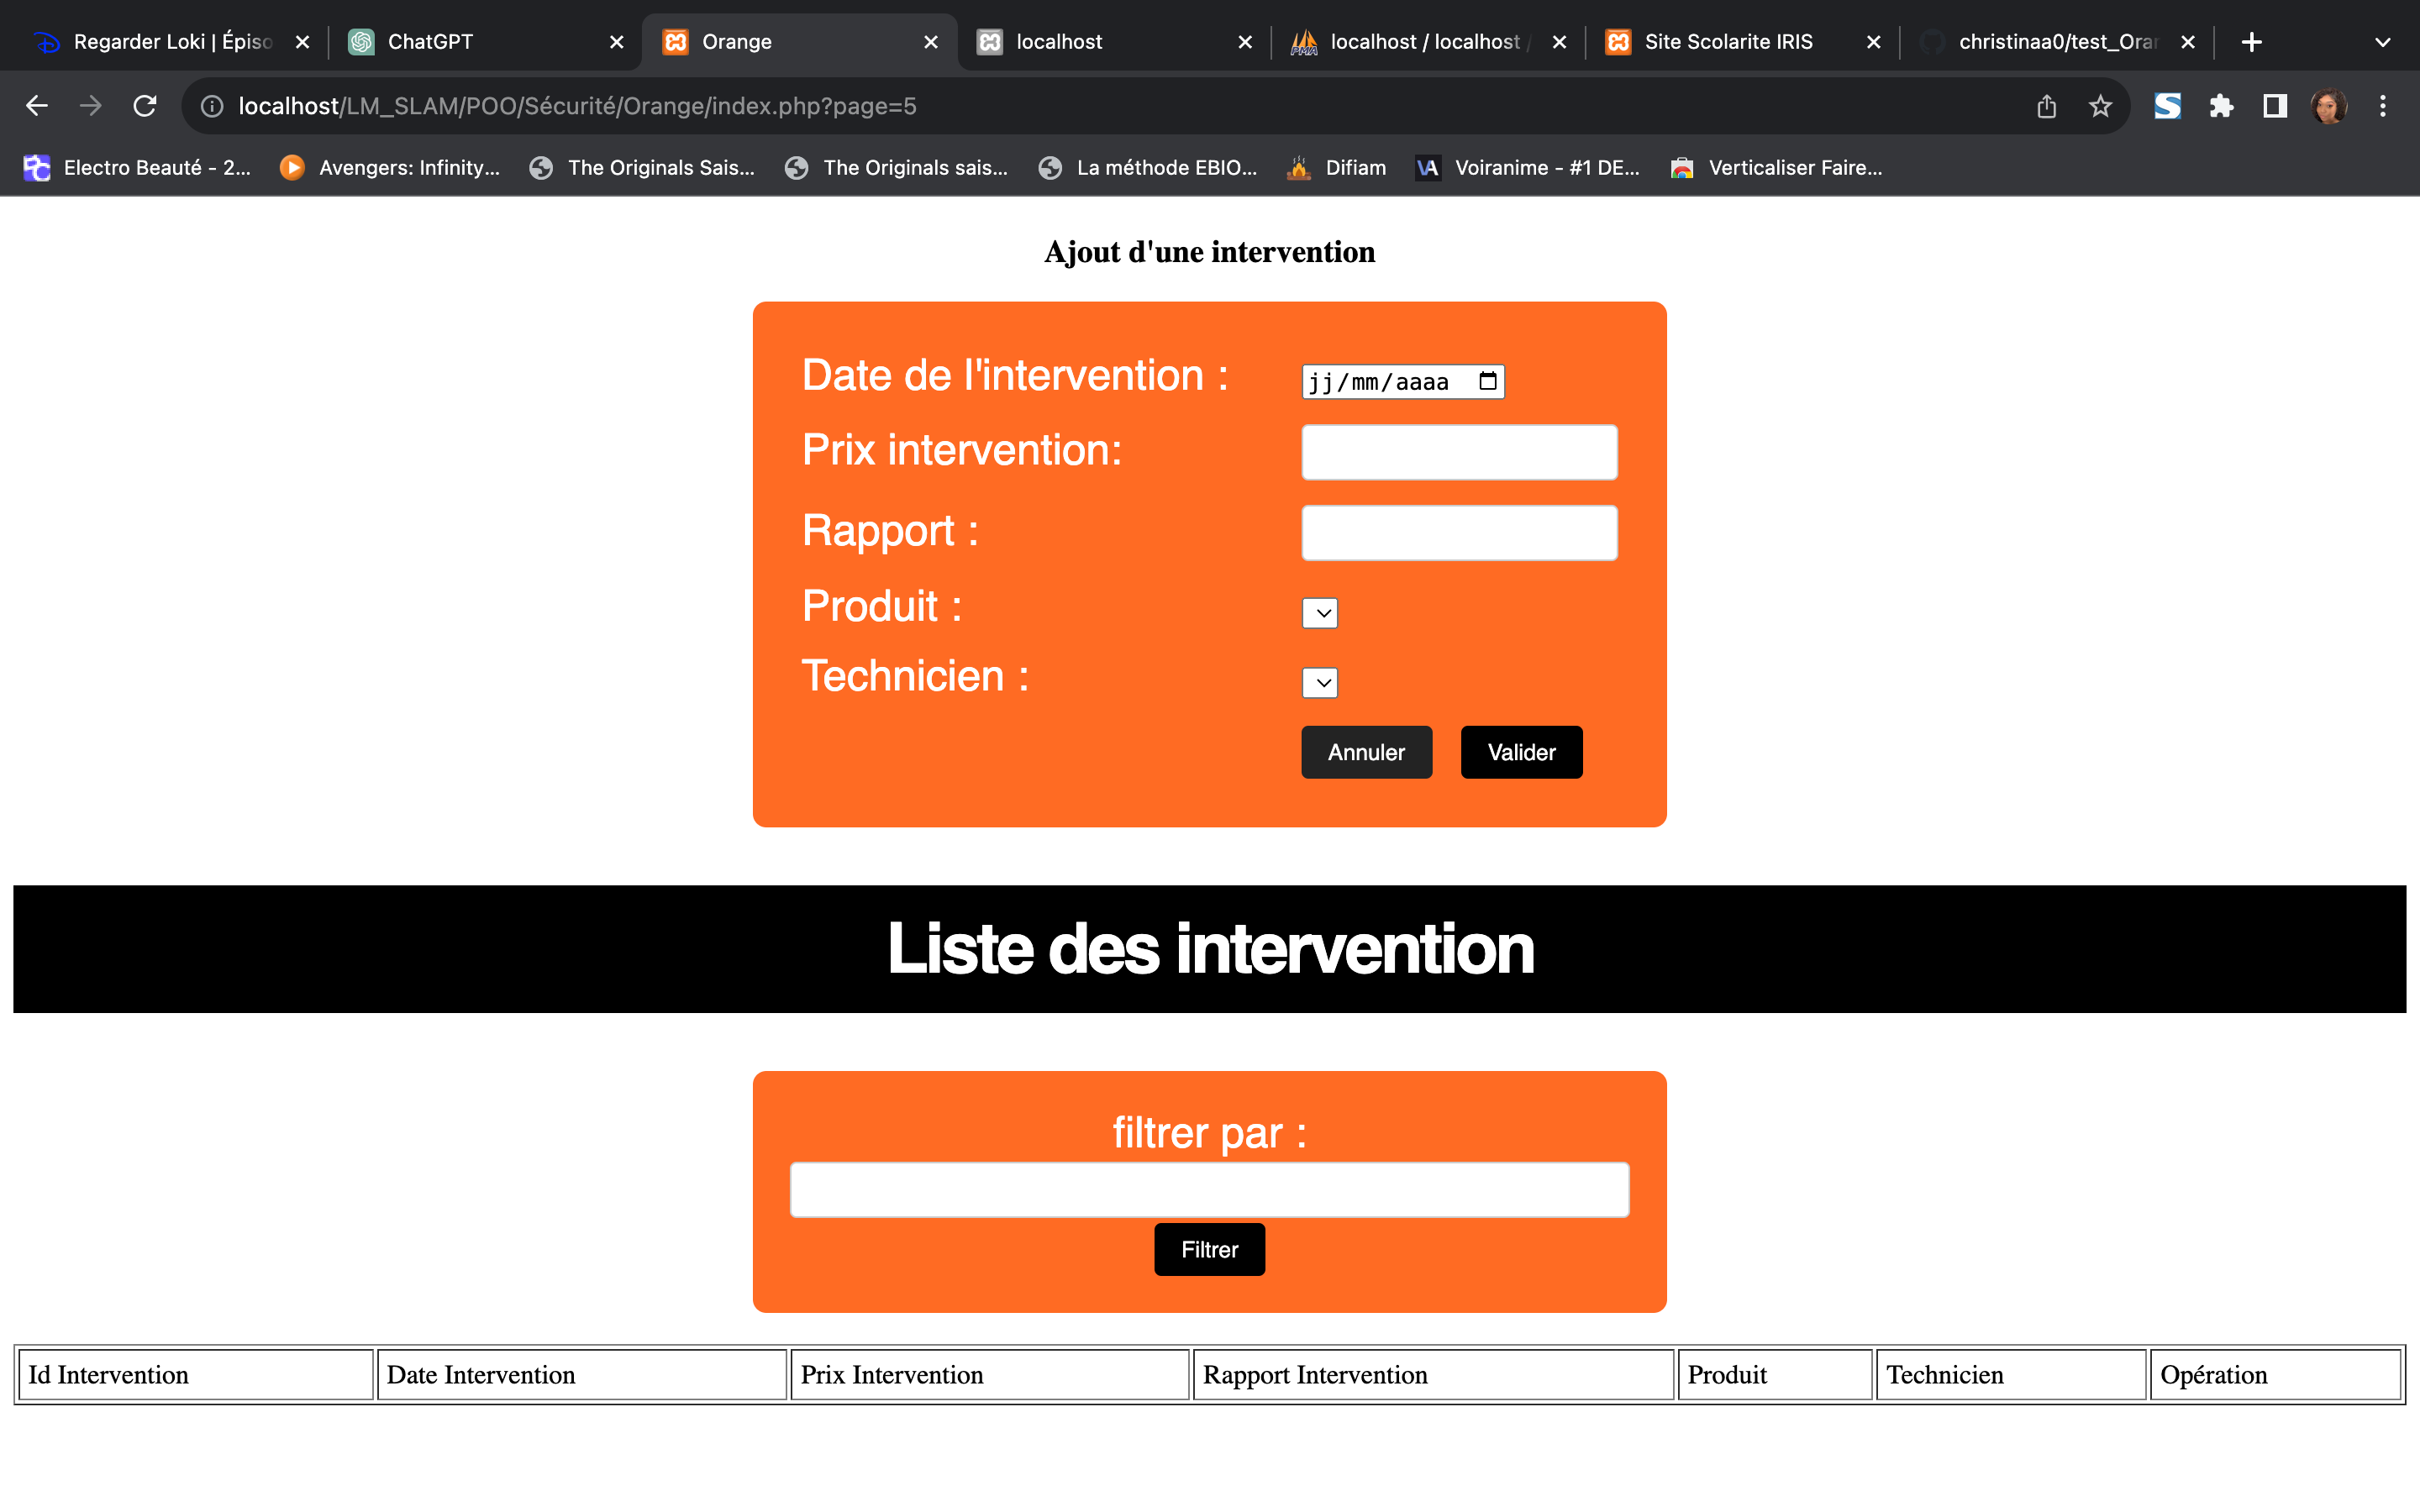 Regarder Loki | Épiso
ChatGPT
Orange
localhost
localhost / localhost /
Site Scolarite IRIS
christinaa0/test_Orar
localhost/LM_SLAM/POO/Sécurité/Orange/index.php?page=5
Electro Beauté - 2...
Avengers: Infinity...
The Originals Sais...
The Originals sais...
La méthode EBIO...
Difiam
Voiranime - #1 DE...
Verticaliser Faire...
Ajout d'une intervention
Date de l'intervention : jj/mm/aaaa
Prix intervention:
Rapport :
Produit :
Technicien :
Annuler Valider
Liste des intervention
filtrer par :
Filtrer
Id Intervention Date Intervention Prix Intervention Rapport Intervention Produit Technicien Opération